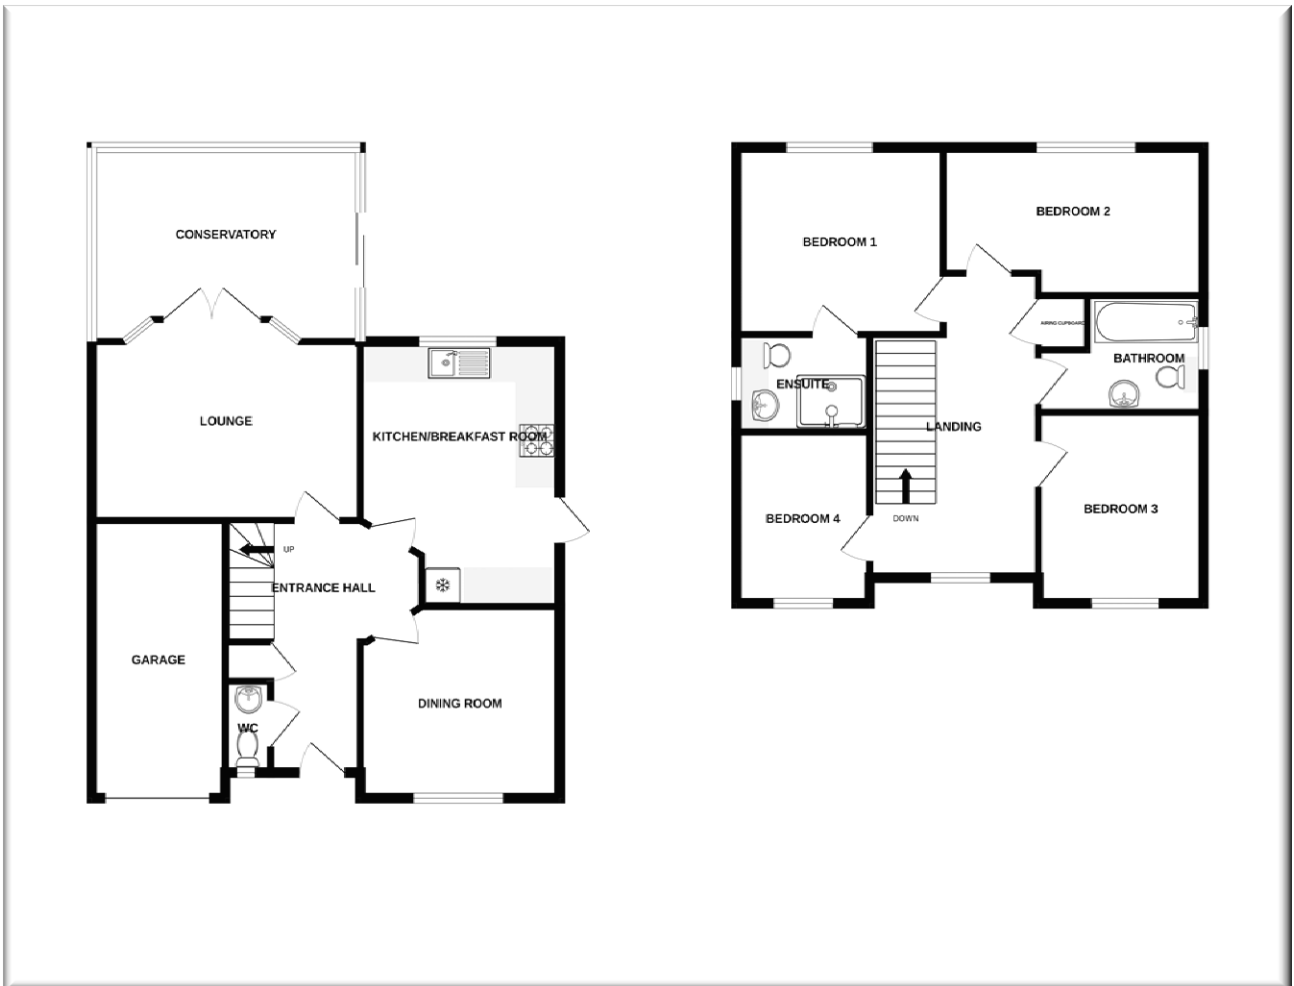 CONSERVATORY
LOUNGE
KITCHEN/BREAKFAST ROOM
UP
ENTRANCE HALL
GARAGE
DINING ROOM
WC
BEDROOM 1
BEDROOM 2
AIRING CUPBOARD
BATHROOM
ENSUITE
LANDING
BEDROOM 4
DOWN
BEDROOM 3